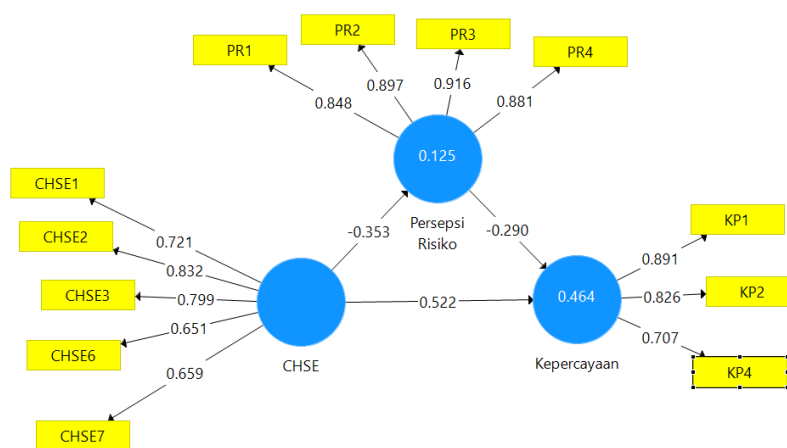 PR1
PR2
PR3
PR4
0.848
0.897
0.916
0.881
0.125
Persepsi
Risiko
CHSE1
CHSE2
CHSE3
CHSE6
CHSE7
0.721
0.832
0.799
0.651
0.659
CHSE
-0.353
-0.290
0.522
0.464
Kepercayaan
0.891
0.826
0.707
KP1
KP2
KP4